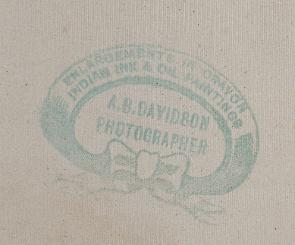 ENLARGEMENTS IN CRAYON
INDIAN INK & OIL PAINTINGS
A.B. DAVIDSON
PHOTOGRAPHER